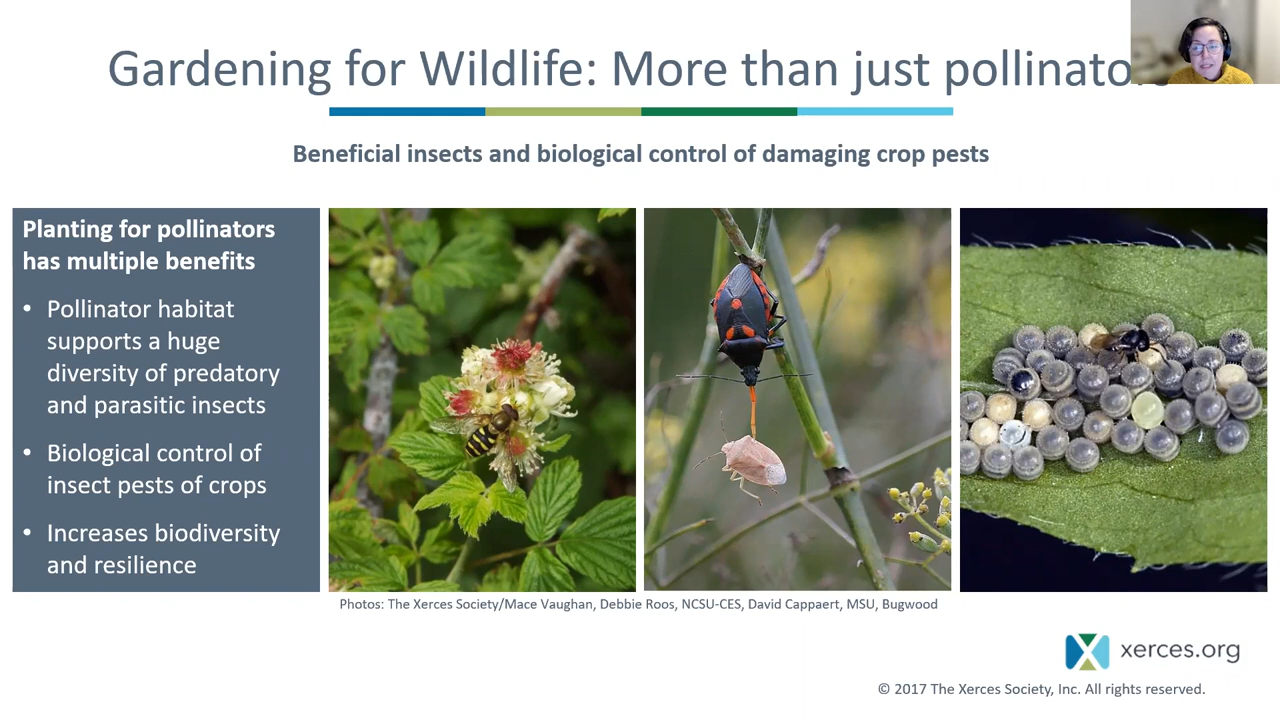 Gardening for Wildlife: More than just
Beneficial insects and biological control of damaging crop pests
Planting for pollinators
has multiple benefits
• Pollinator habitat
supports a huge
diversity of predatory
and parasitic insects
• Biological control of
insect pests of crops
• Increases biodiversity
and resilience
Photos: The Xerces Society/Mace Vaughan, Debbie Roos, NCSU-CES, David Cappaert, MSU, Bugwood
xerces.org
© 2017 The Xerces Society, Inc. All rights reserved.